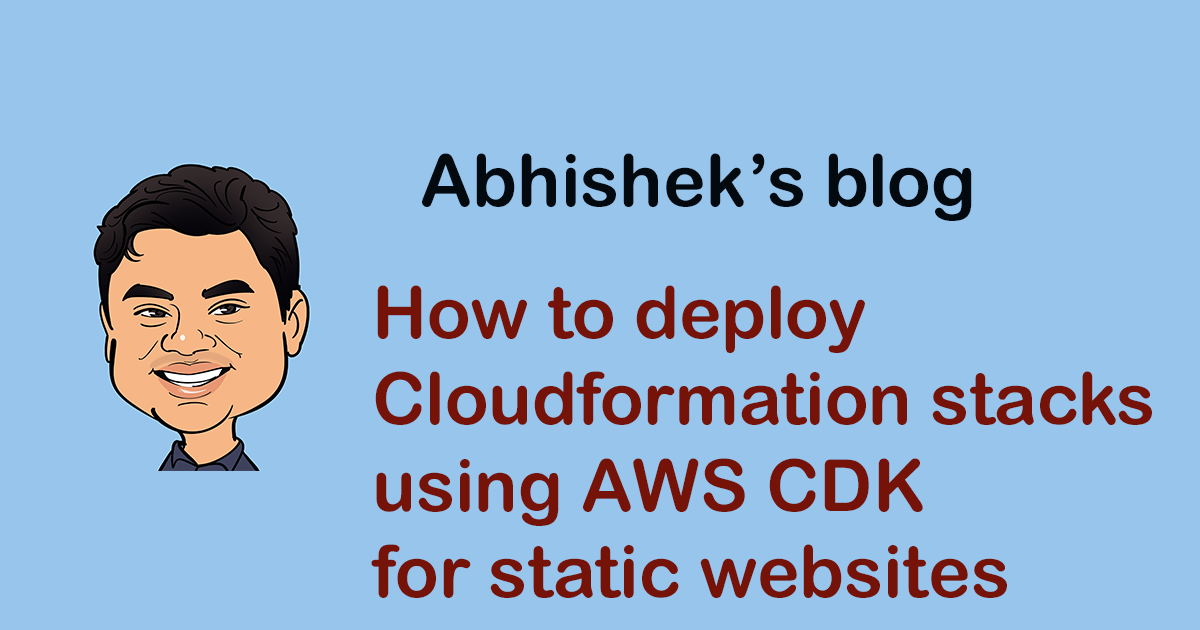 Abhishek’s blog
How to deploy
Cloudformation stacks
using AWS CDK
for static websites